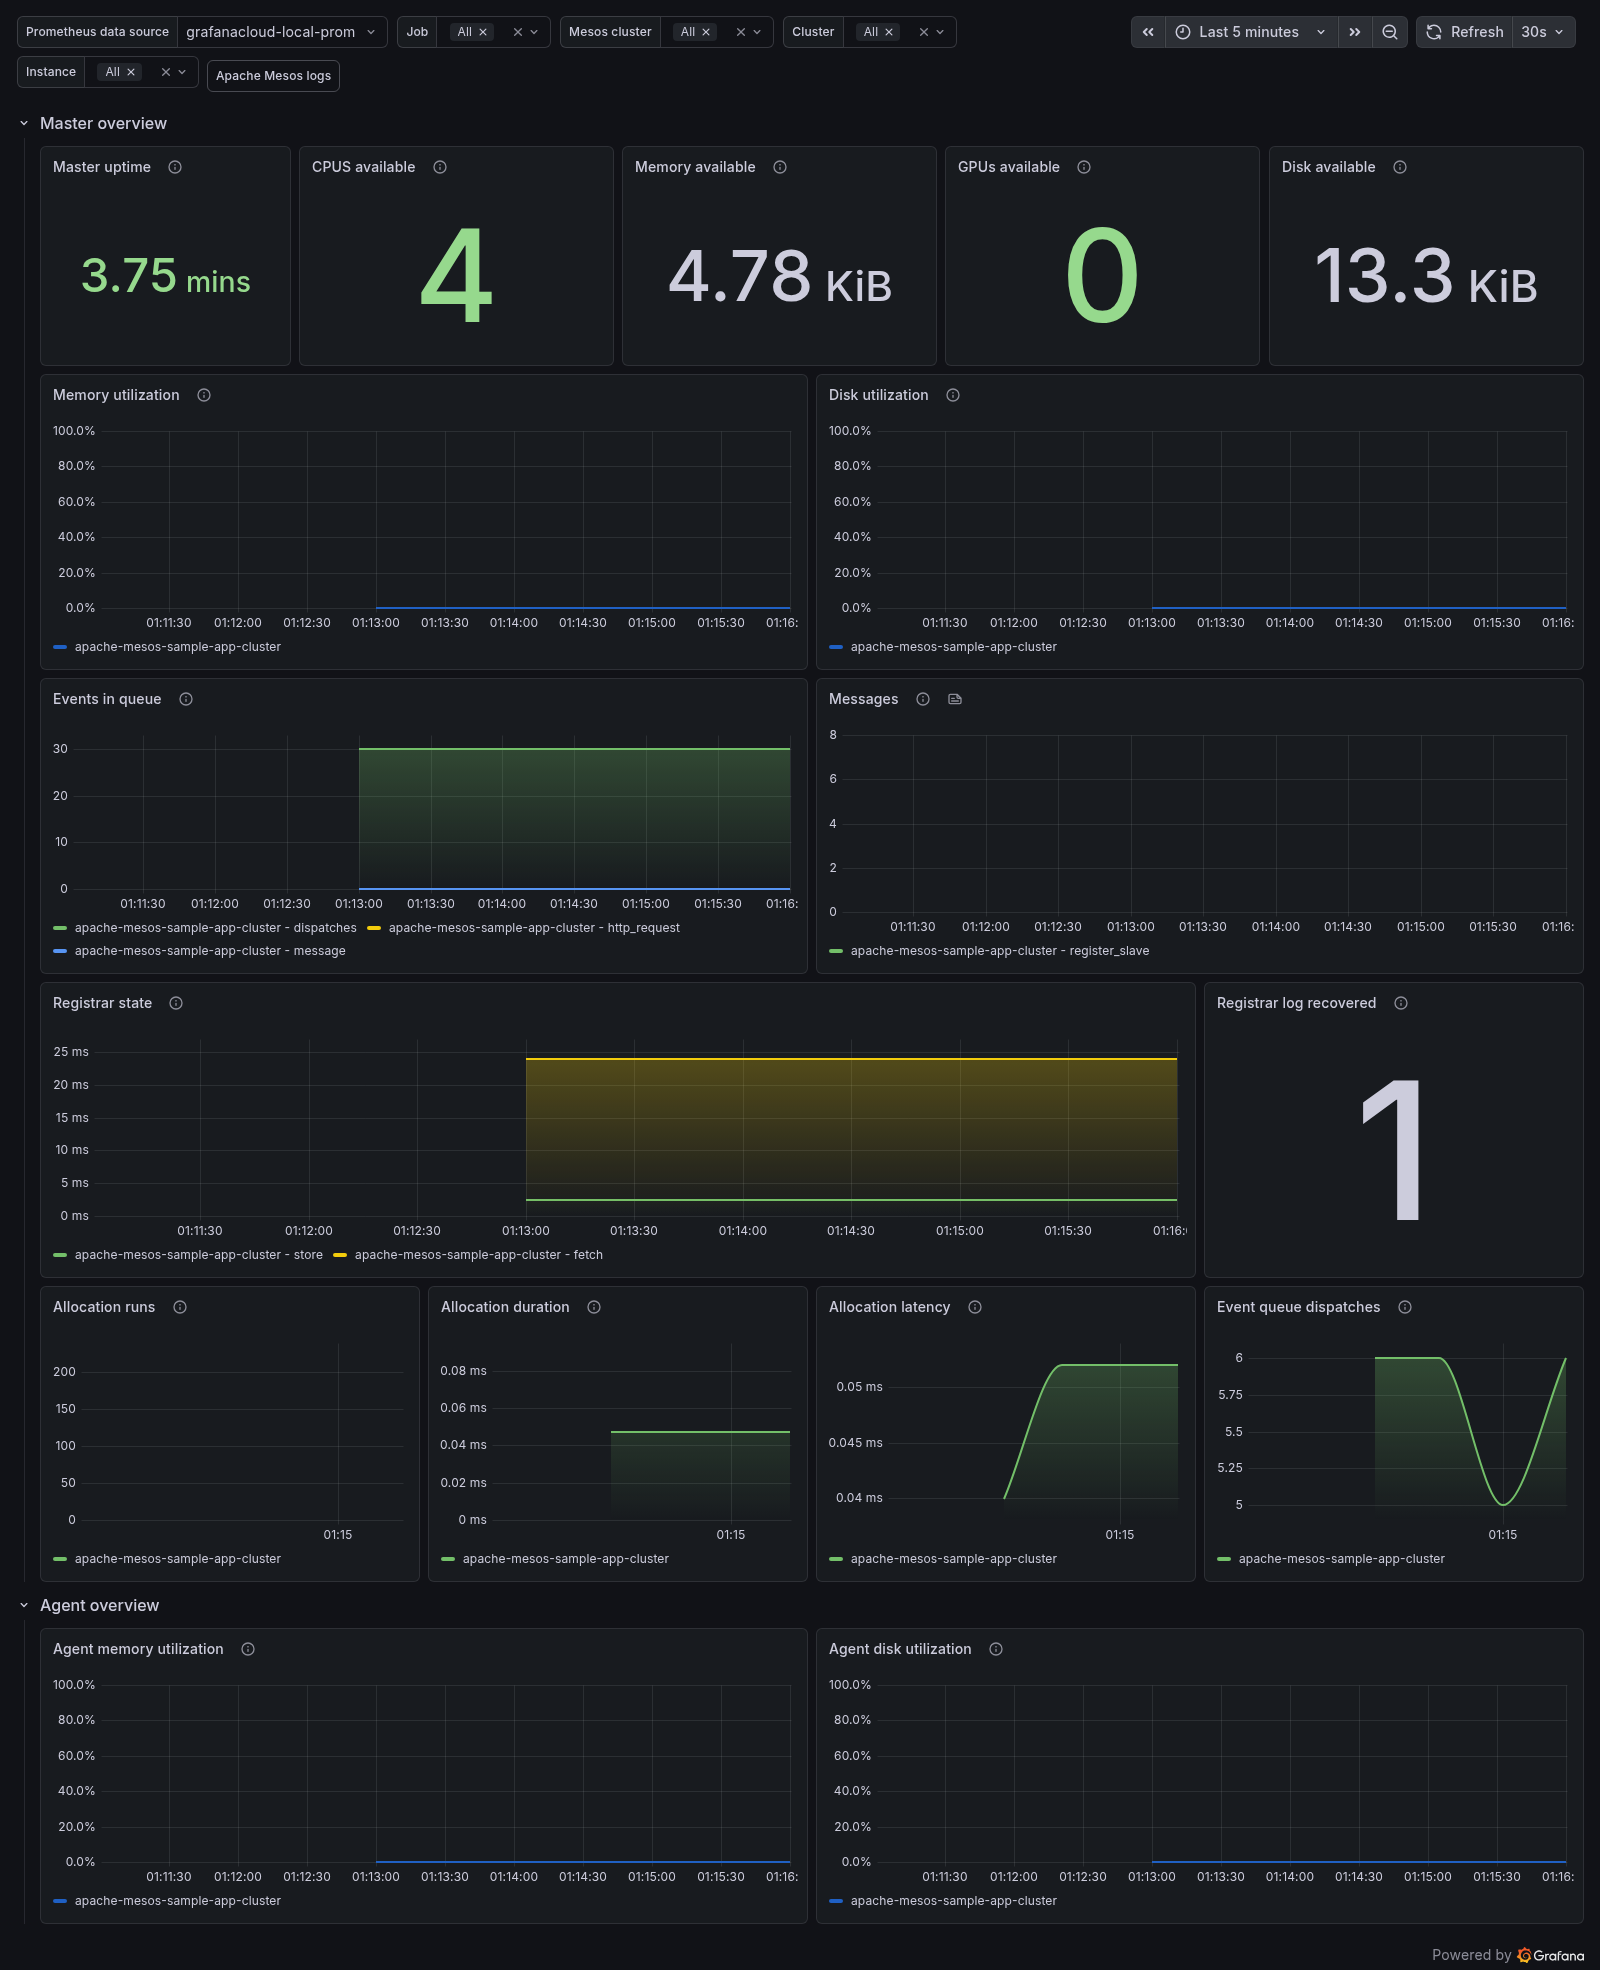 Prometheus data source grafanacloud-local-prom Job All Mesos cluster All Cluster All Last 5 minutes Refresh 30s
Instance All Apache Mesos logs
Master overview
Master uptime CPUS available Memory available GPUs available Disk available
3.75 mins 4 4.78 KiB 0 13.3 KiB
Memory utilization
100.0%
80.0%
60.0%
40.0%
20.0%
0.0%
01:11:30 01:12:00 01:12:30 01:13:00 01:13:30 01:14:00 01:14:30 01:15:00 01:15:30 01:16:
apache-mesos-sample-app-cluster
Disk utilization
100.0%
80.0%
60.0%
40.0%
20.0%
0.0%
01:11:30 01:12:00 01:12:30 01:13:00 01:13:30 01:14:00 01:14:30 01:15:00 01:15:30 01:16:
apache-mesos-sample-app-cluster
Events in queue
30
20
10
0
01:11:30 01:12:00 01:12:30 01:13:00 01:13:30 01:14:00 01:14:30 01:15:00 01:15:30 01:16:
apache-mesos-sample-app-cluster - dispatches apache-mesos-sample-app-cluster - http_request
apache-mesos-sample-app-cluster - message
Messages
8
6
4
2
0
01:11:30 01:12:00 01:12:30 01:13:00 01:13:30 01:14:00 01:14:30 01:15:00 01:15:30 01:16:
apache-mesos-sample-app-cluster - register_slave
Registrar state
25 ms
20 ms
15 ms
10 ms
5 ms
0 ms
01:11:30 01:12:00 01:12:30 01:13:00 01:13:30 01:14:00 01:14:30 01:15:00 01:15:30 01:16:
apache-mesos-sample-app-cluster - store apache-mesos-sample-app-cluster - fetch
Registrar log recovered
1
Allocation runs
200
150
100
50
0
01:15
apache-mesos-sample-app-cluster
Allocation duration
0.08 ms
0.06 ms
0.04 ms
0.02 ms
0 ms
01:15
apache-mesos-sample-app-cluster
Allocation latency
0.05 ms
0.045 ms
0.04 ms
01:15
apache-mesos-sample-app-cluster
Event queue dispatches
6
5.75
5.5
5.25
5
01:15
apache-mesos-sample-app-cluster
Agent overview
Agent memory utilization
100.0%
80.0%
60.0%
40.0%
20.0%
0.0%
01:11:30 01:12:00 01:12:30 01:13:00 01:13:30 01:14:00 01:14:30 01:15:00 01:15:30 01:16:
apache-mesos-sample-app-cluster
Agent disk utilization
100.0%
80.0%
60.0%
40.0%
20.0%
0.0%
01:11:30 01:12:00 01:12:30 01:13:00 01:13:30 01:14:00 01:14:30 01:15:00 01:15:30 01:16:
apache-mesos-sample-app-cluster
Powered by Grafana